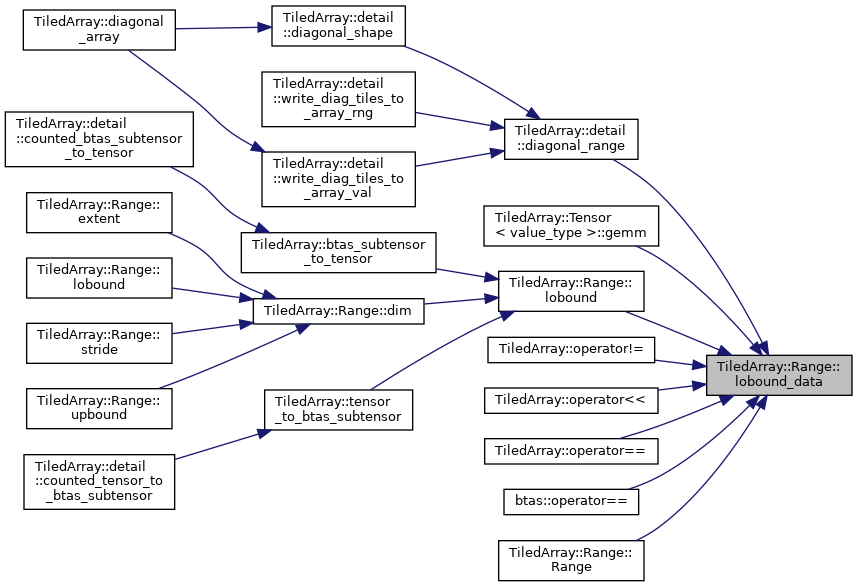 TiledArray::diagonal
_array
TiledArray::detail
::diagonal_shape
TiledArray::detail
::write_diag_tiles_to
_array_rng
TiledArray::detail
::counted_btas_subtensor
_to_tensor
TiledArray::detail
::diagonal_range
TiledArray::detail
::write_diag_tiles_to
_array_val
TiledArray::Range::
extent
TiledArray::Tensor
< value_type >::gemm
TiledArray::btas_subtensor
_to_tensor
TiledArray::Range::
lobound
TiledArray::Range::
lobound
TiledArray::Range::dim
TiledArray::Range::
stride
TiledArray::operator!=
TiledArray::Range::
lobound_data
TiledArray::Range::
upbound
TiledArray::tensor
_to_btas_subtensor
TiledArray::operator<<
TiledArray::operator==
TiledArray::detail
::counted_tensor_to
_btas_subtensor
btas::operator==
TiledArray::Range::
Range